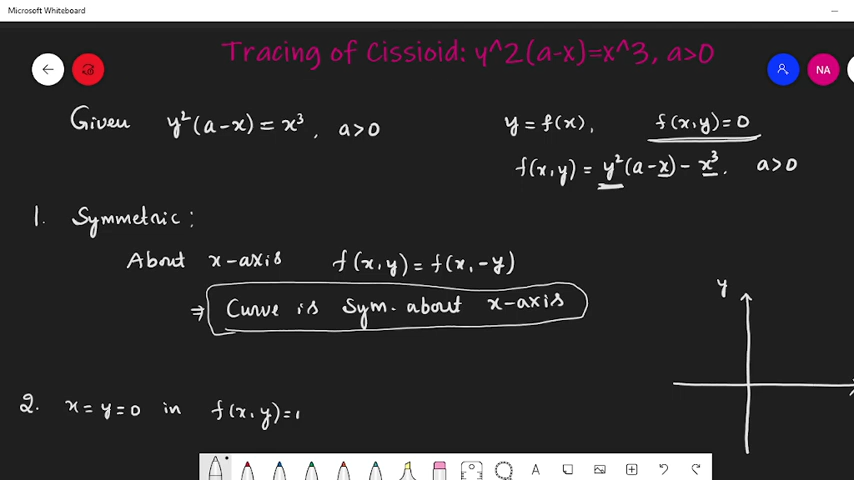 Microsoft Whiteboard
Tracing of Cissioid: y^2(a-x)=x^3, a>0
NA
Given y²(a-x) = x³, a>0
y = f(x), f(x,y)=0
f(x,y) = y²(a-x) - x³, a>0
1. Symmetric:
About x-axis f(x,y) = f(x,-y)
⇒ Curve is Sym. about x-axis
y
2. x = y = 0 in f(x,y)=
A